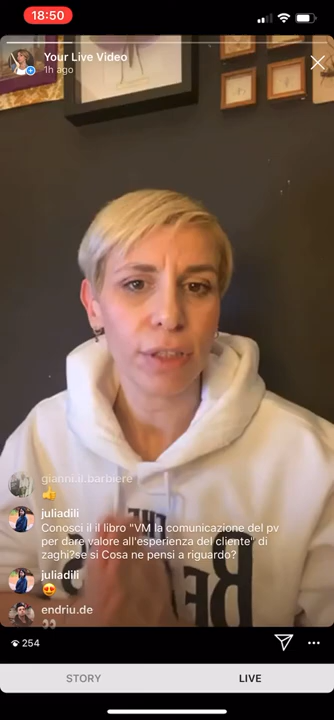 18:50
Your Live Video
1h ago
gianni.il.barbiere
juliadili
Conosci il il libro "VM la comunicazione del pv
per dare valore all'esperienza del cliente" di
zaghi?se si Cosa ne pensi a riguardo?
juliadili
endriu.de
254
STORY
LIVE